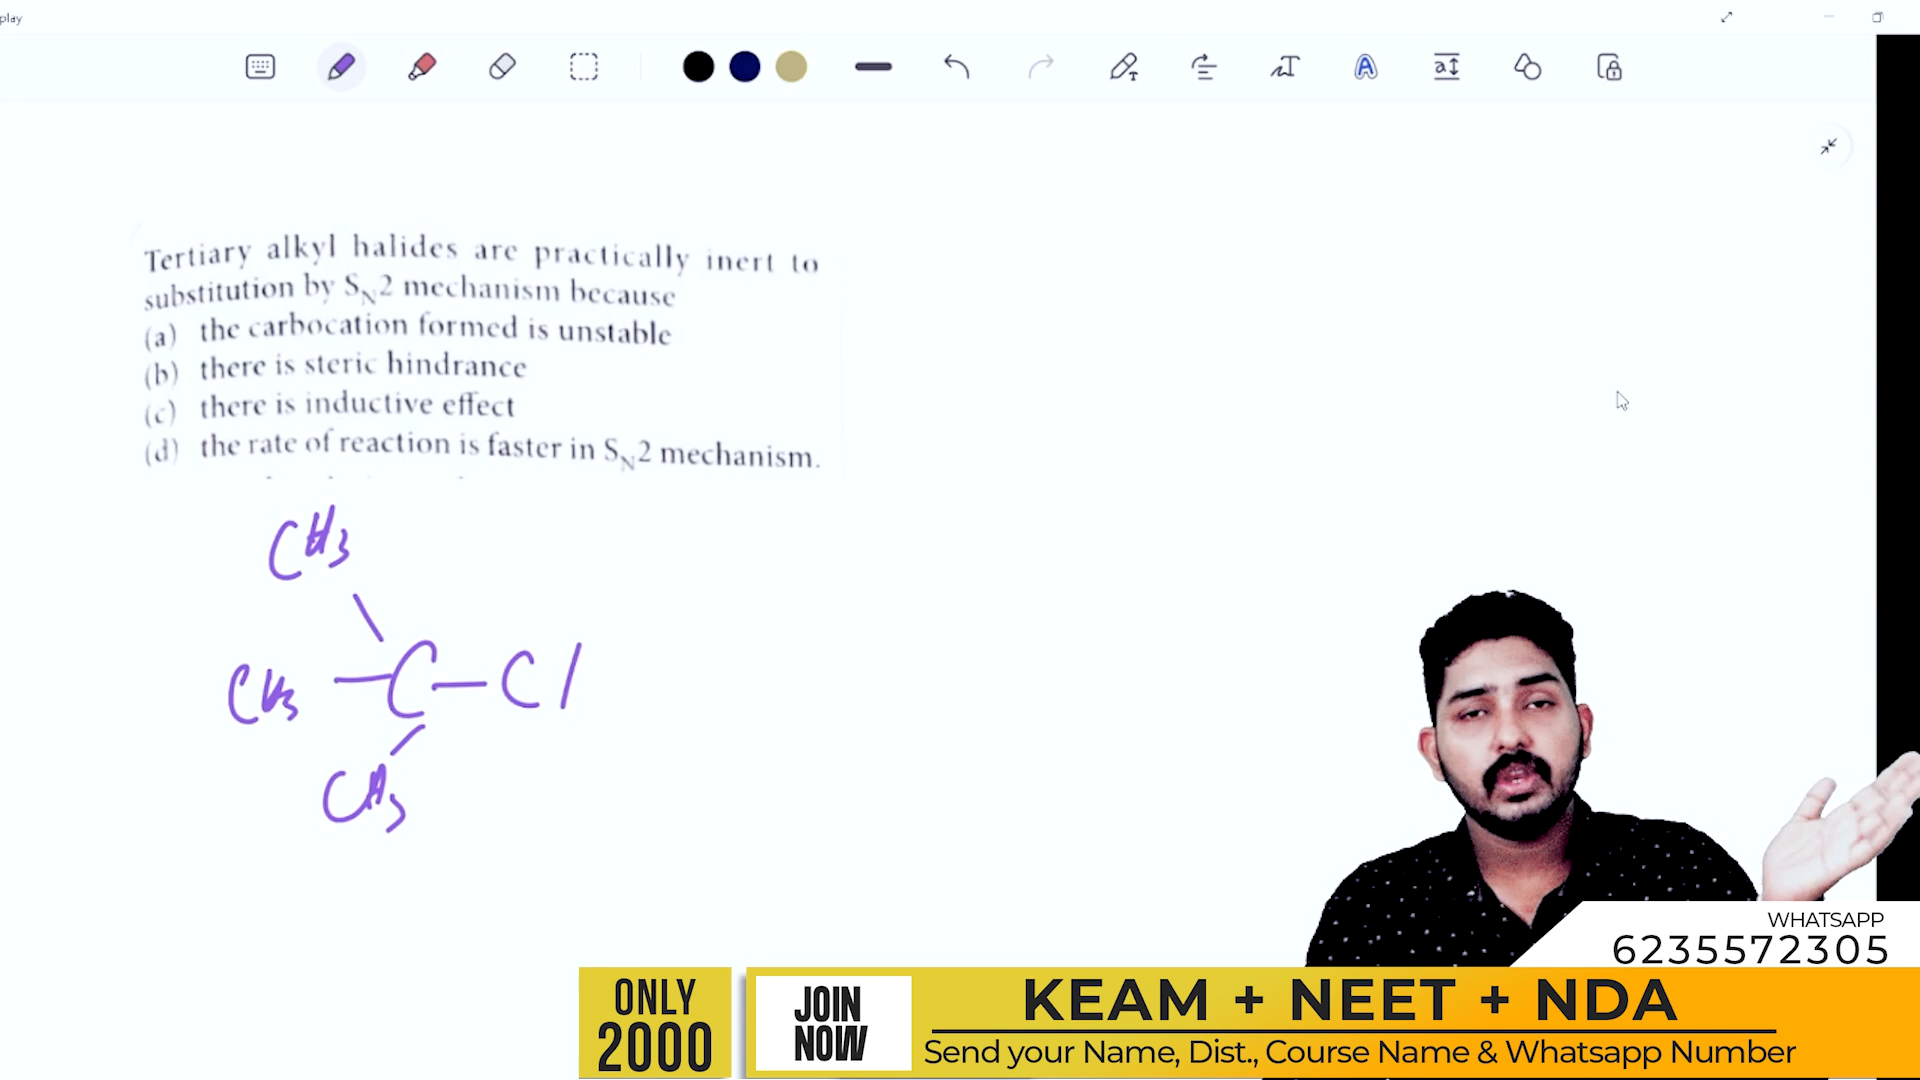 play
Tertiary alkyl halides are practically inert to
substitution by SN2 mechanism because
(a) the carbocation formed is unstable
(b) there is steric hindrance
(c) there is inductive effect
(d) the rate of reaction is faster in SN2 mechanism.
CH3
CH3 — C — Cl
CH3
WHATSAPP
6235572305
ONLY
2000
JOIN
NOW
KEAM + NEET + NDA
Send your Name, Dist., Course Name & Whatsapp Number